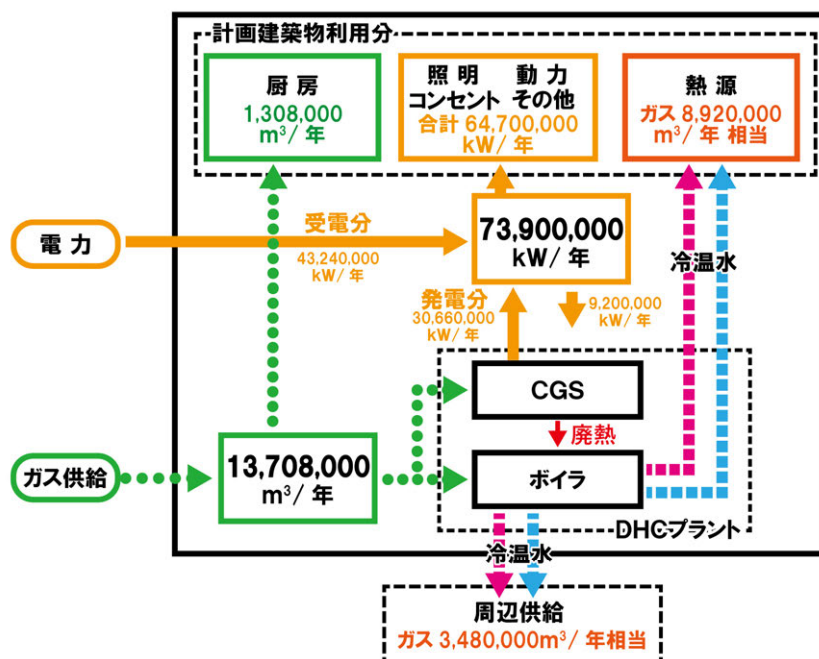 計画建築物利用分
厨 房
1,308,000
m³/ 年
照 明 動 力
コンセント その他
合計 64,700,000
kW/ 年
熱 源
ガス 8,920,000
m³/ 年 相当
電 力
受電分
43,240,000
kW/ 年
73,900,000
kW/ 年
冷温水
発電分
30,660,000
kW/ 年
9,200,000
kW/ 年
CGS
廃熱
ガス供給
13,708,000
m³/ 年
ボイラ
DHCプラント
冷温水
周辺供給
ガス 3,480,000m³/ 年相当